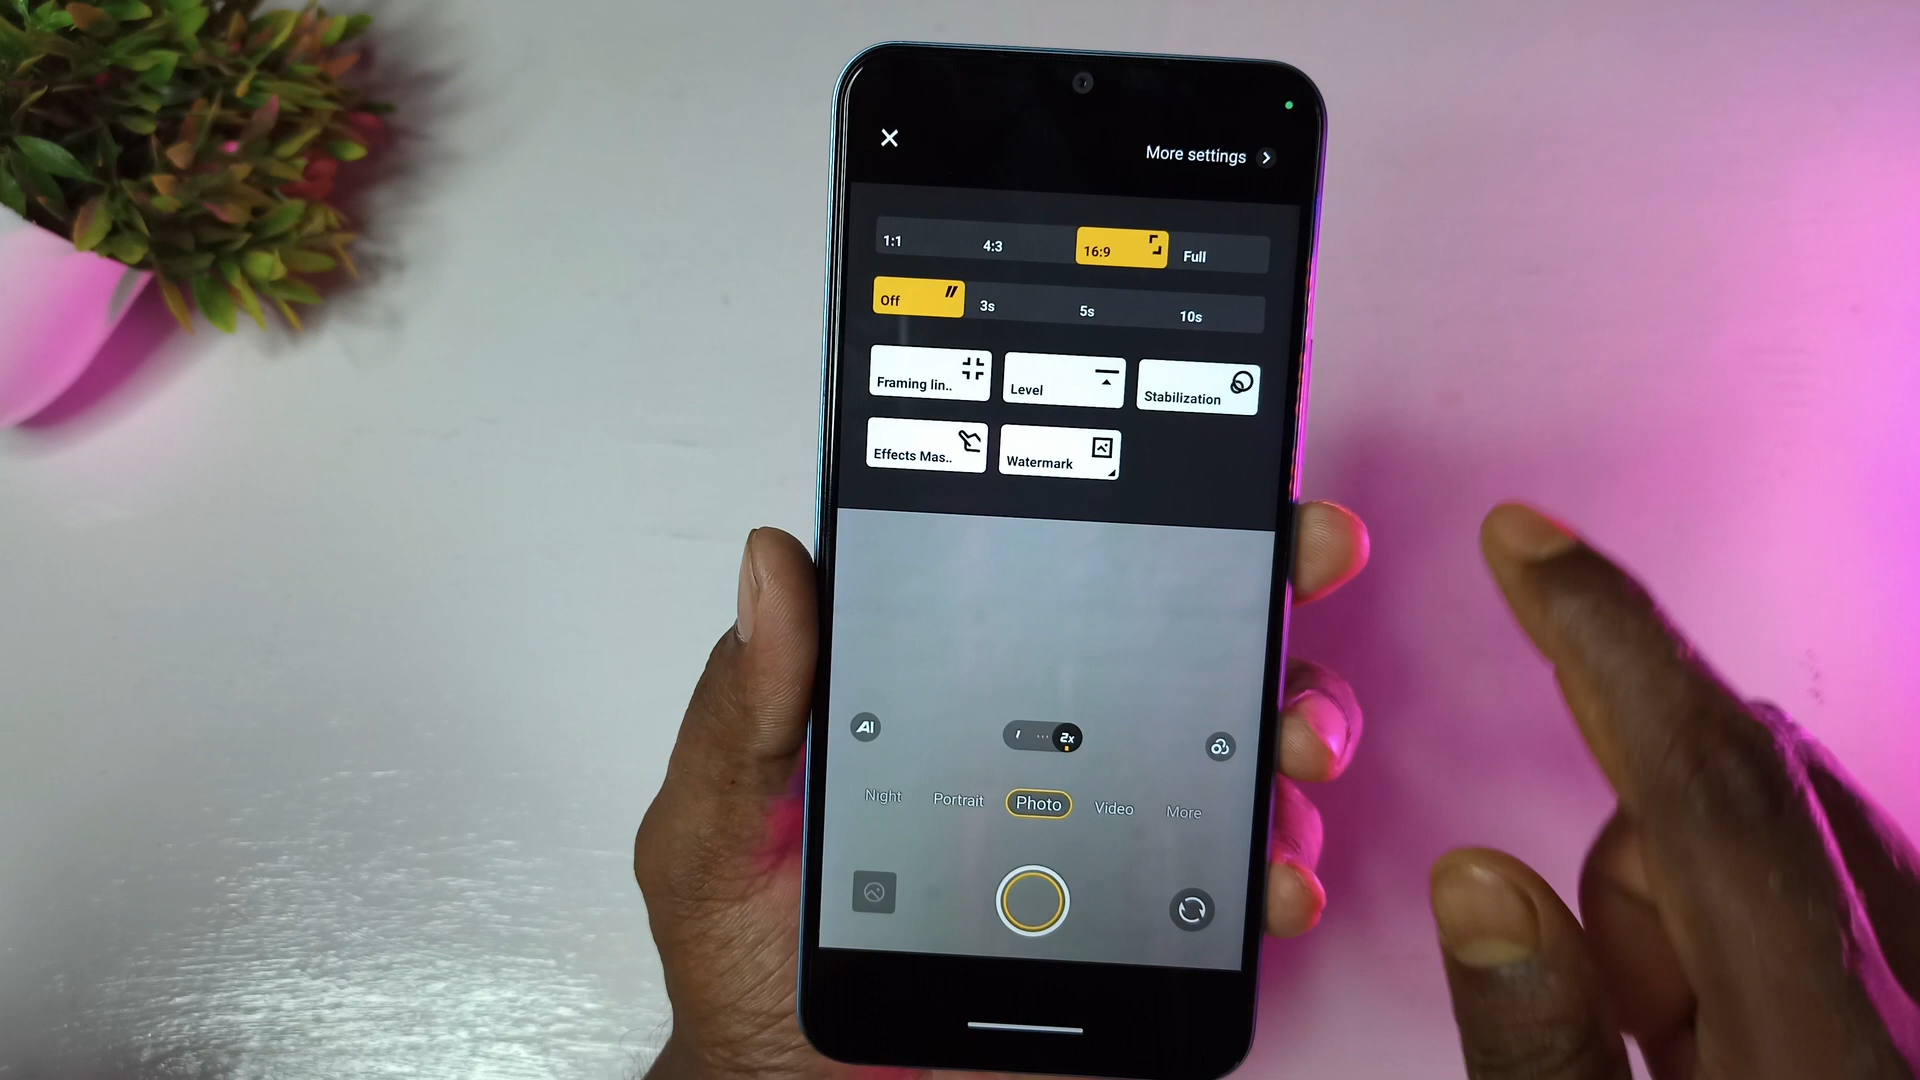 More settings
1:1 4:3 16:9 Full
Off 3s 5s 10s
Framing lin.. Level Stabilization
Effects Mas.. Watermark
AI 1 2x
Night Portrait Photo Video More